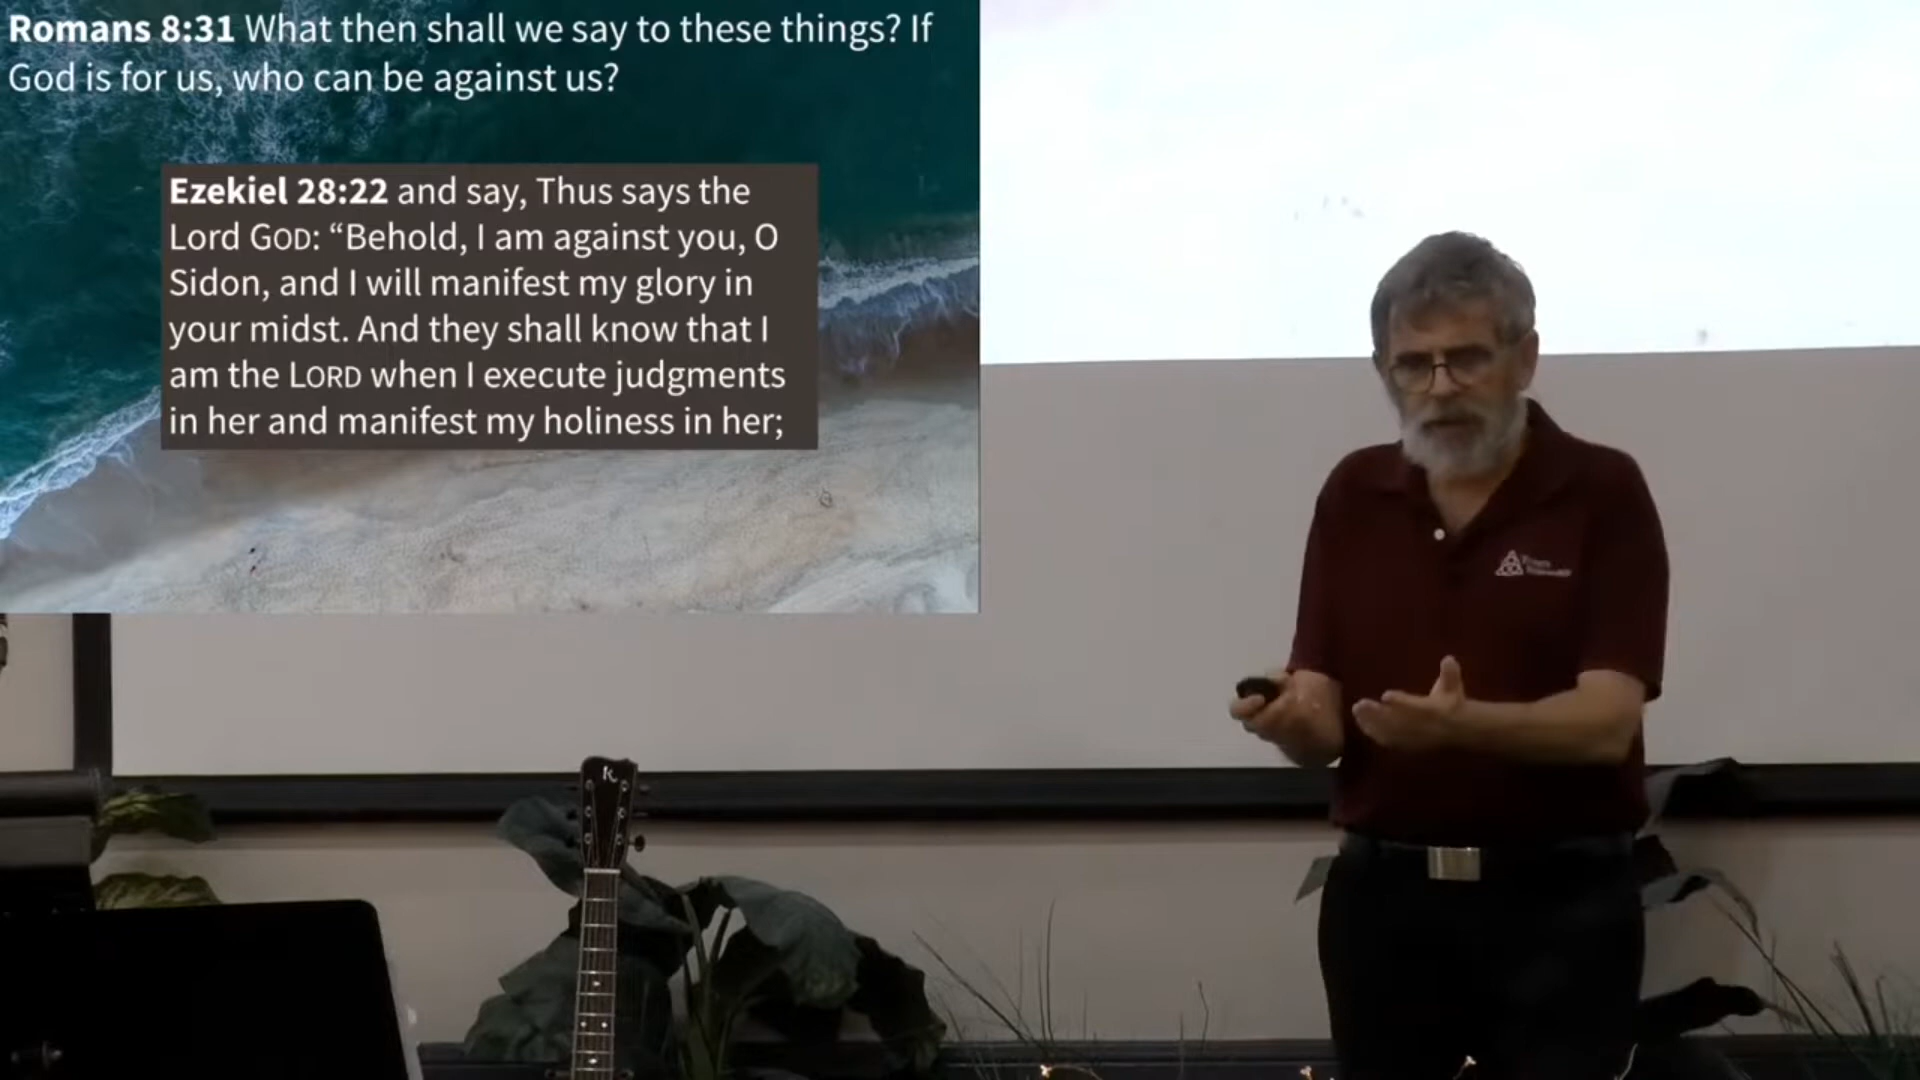 Romans 8:31 What then shall we say to these things? If
God is for us, who can be against us?
Ezekiel 28:22 and say, Thus says the
Lord GOD: “Behold, I am against you, O
Sidon, and I will manifest my glory in
your midst. And they shall know that I
am the LORD when I execute judgments
in her and manifest my holiness in her;